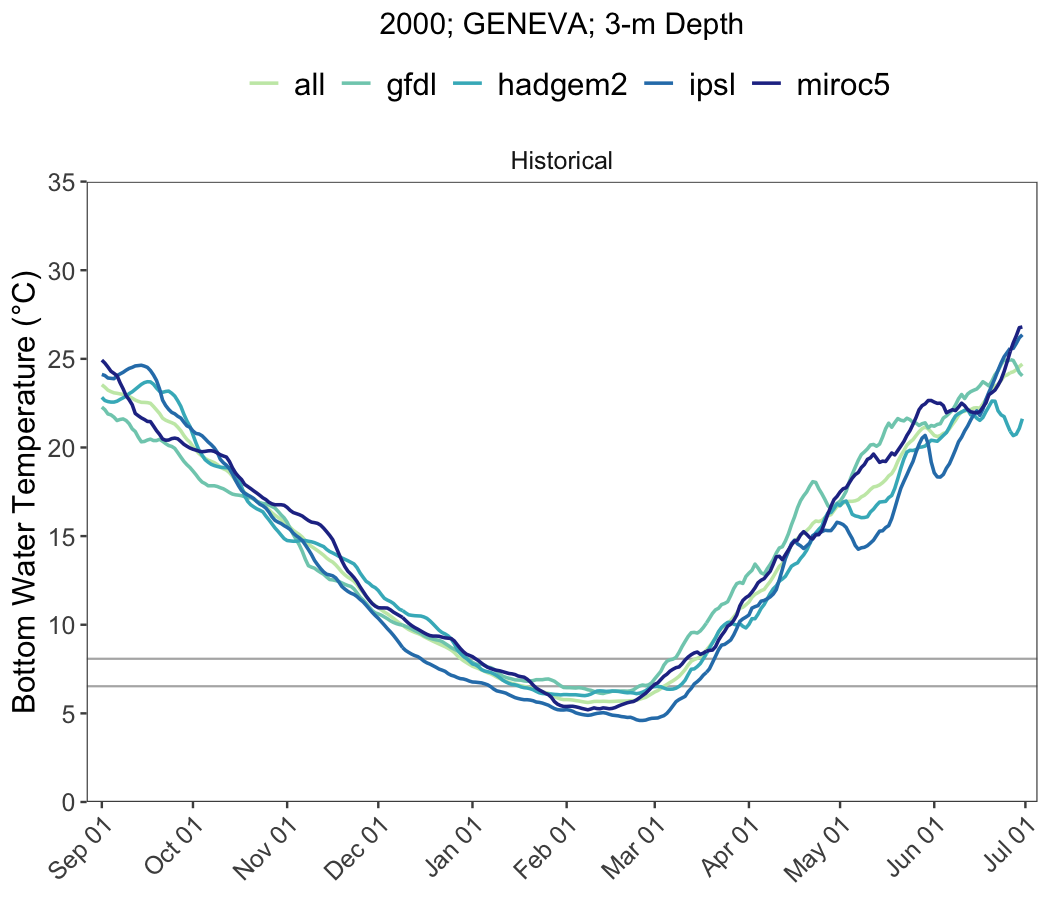 2000; GENEVA; 3-m Depth
all gfdl hadgem2 ipsl miroc5
Historical
Bottom Water Temperature (°C)
35
30
25
20
15
10
5
0
Sep 01 Oct 01 Nov 01 Dec 01 Jan 01 Feb 01 Mar 01 Apr 01 May 01 Jun 01 Jul 01